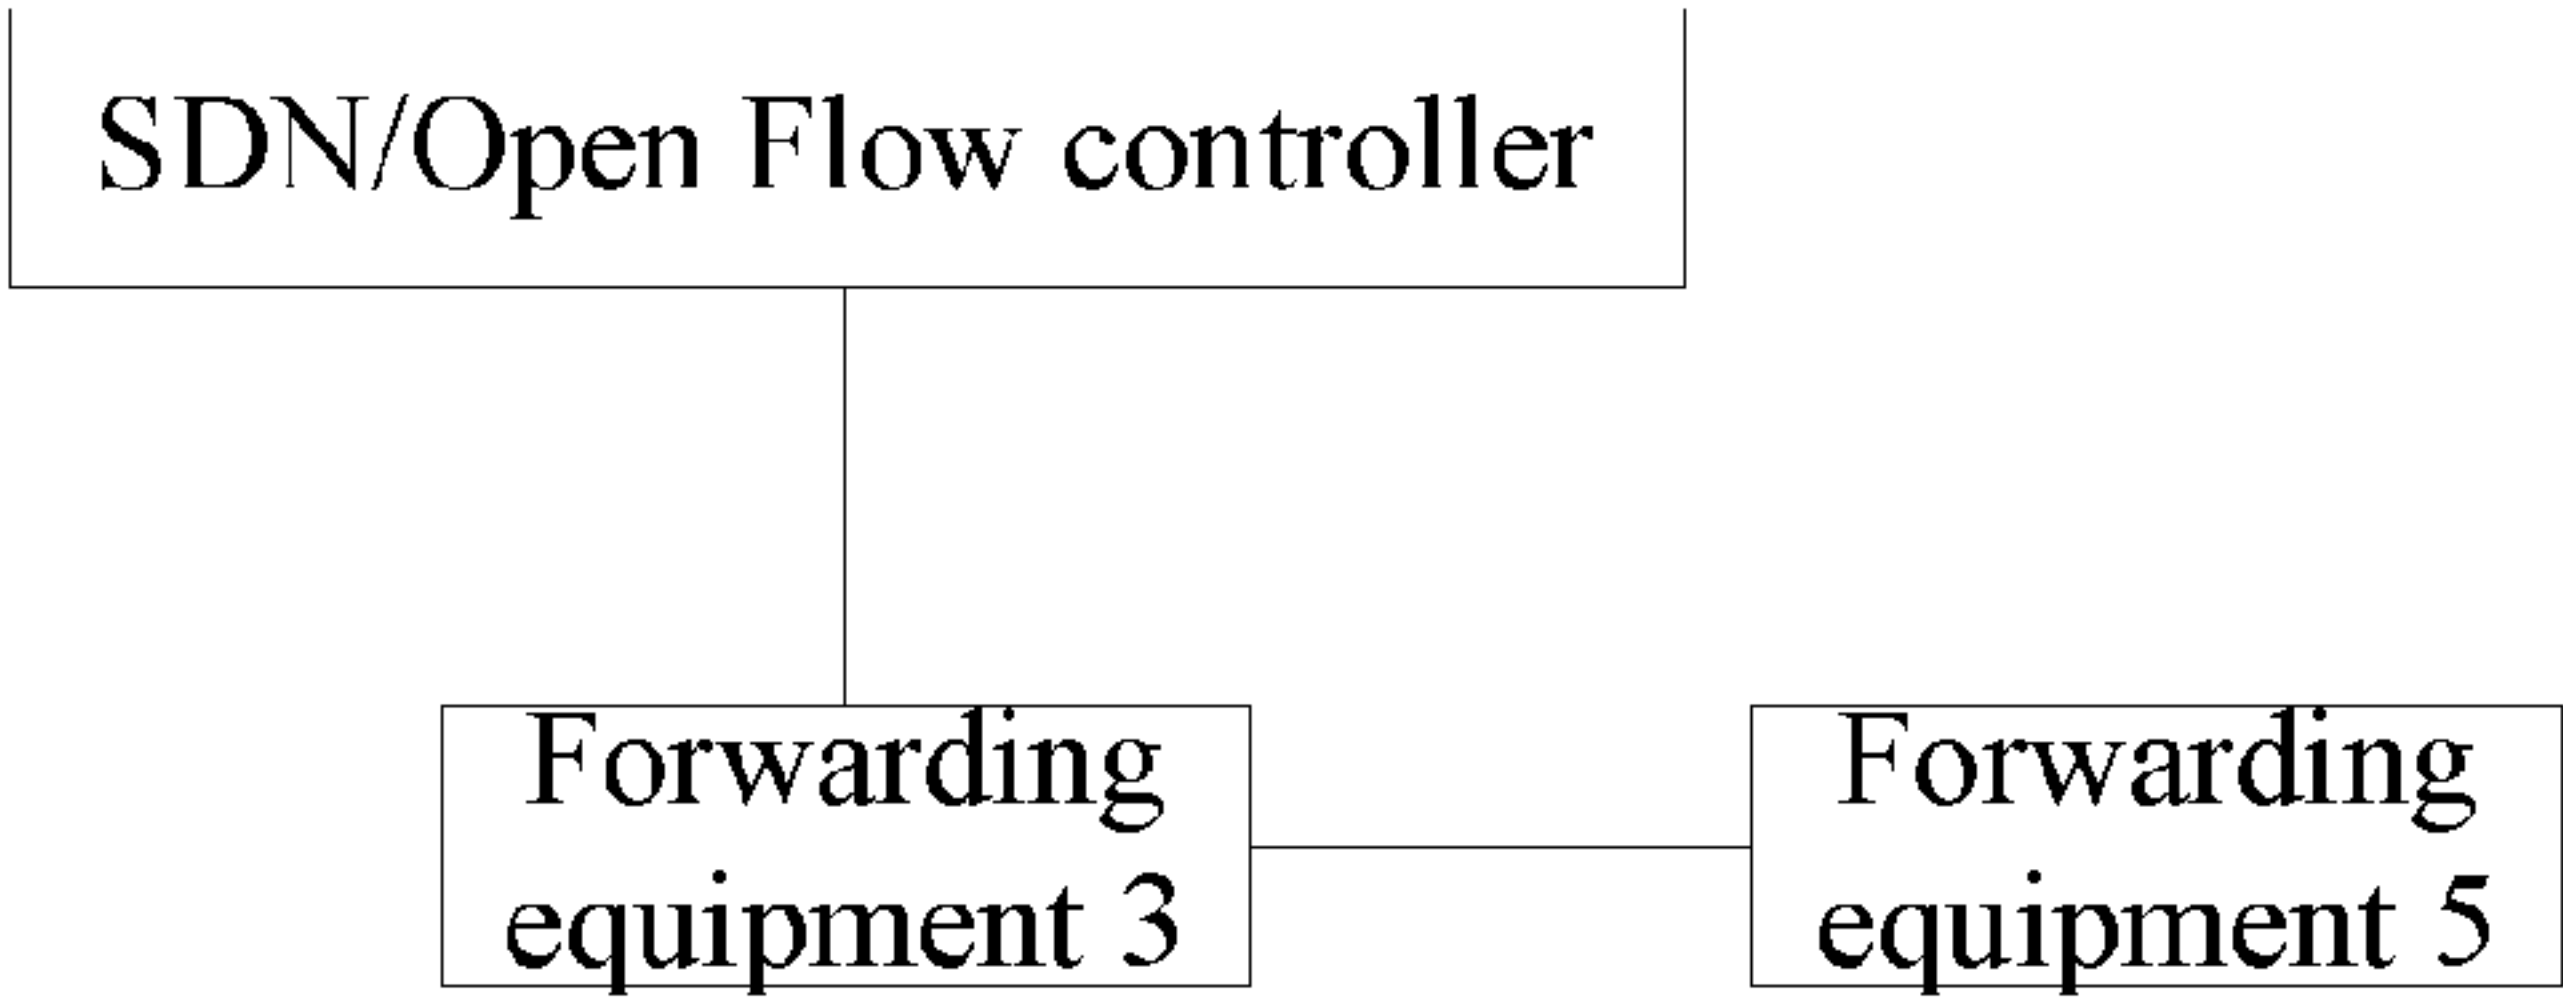 SDN/Open Flow controller
Forwarding
equipment 3
Forwarding
equipment 5